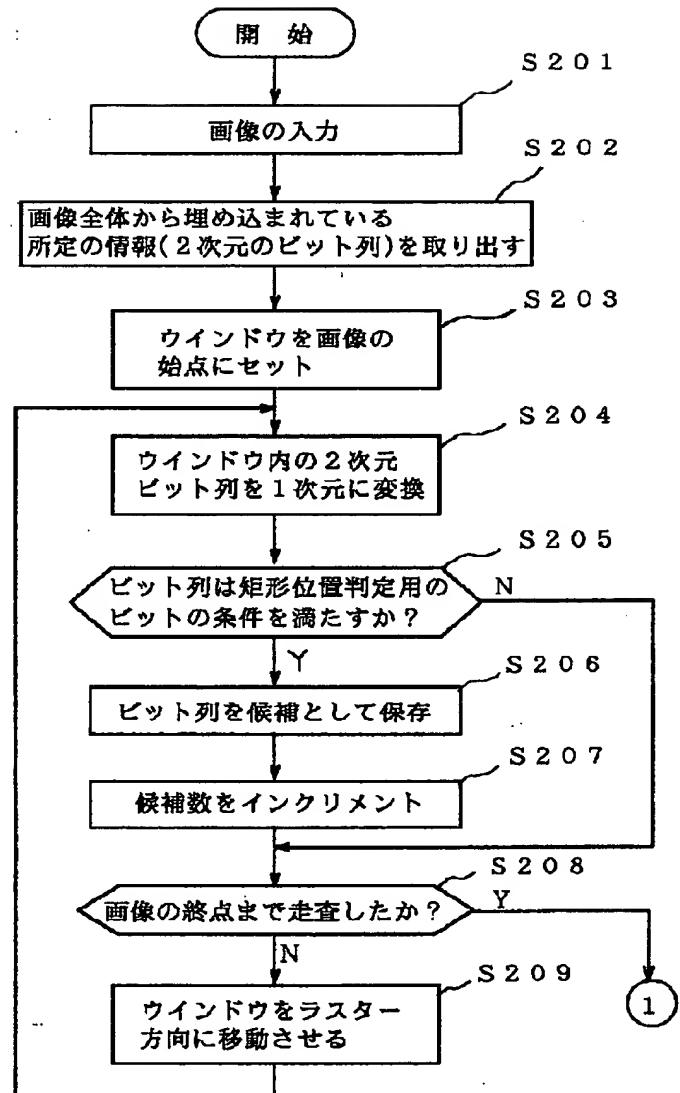 開 始
S201
画像の入力
S202
画像全体から埋め込まれている
所定の情報(2次元のビット列)を取り出す
S203
ウインドウを画像の
始点にセット
S204
ウインドウ内の2次元
ビット列を1次元に変換
S205
ビット列は矩形位置判定用の
ビットの条件を満たすか?
N
Y
S206
ビット列を候補として保存
S207
候補数をインクリメント
S208
画像の終点まで走査したか?
Y
N
S209
ウインドウをラスター
方向に移動させる
1